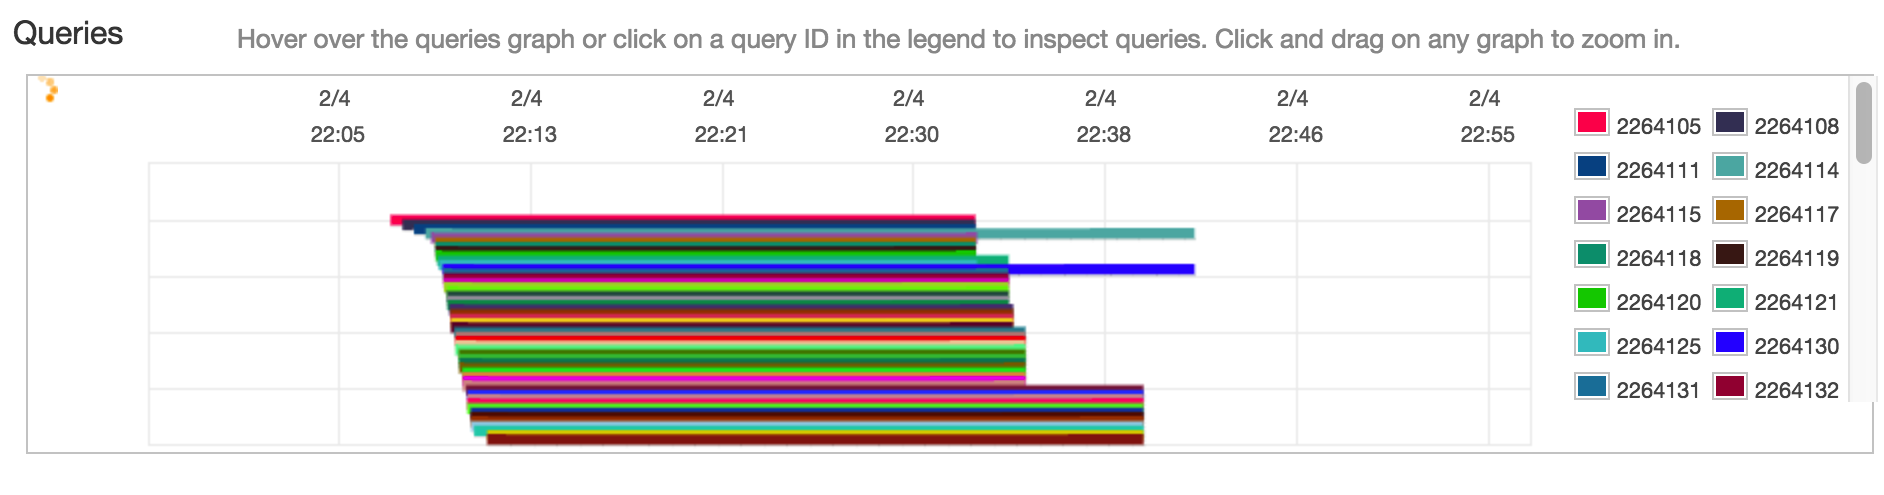 Queries
Hover over the queries graph or click on a query ID in the legend to inspect queries. Click and drag on any graph to zoom in.
2/4 2/4 2/4 2/4 2/4 2/4 2/4
22:05 22:13 22:21 22:30 22:38 22:46 22:55
2264105 2264108
2264111 2264114
2264115 2264117
2264118 2264119
2264120 2264121
2264125 2264130
2264131 2264132